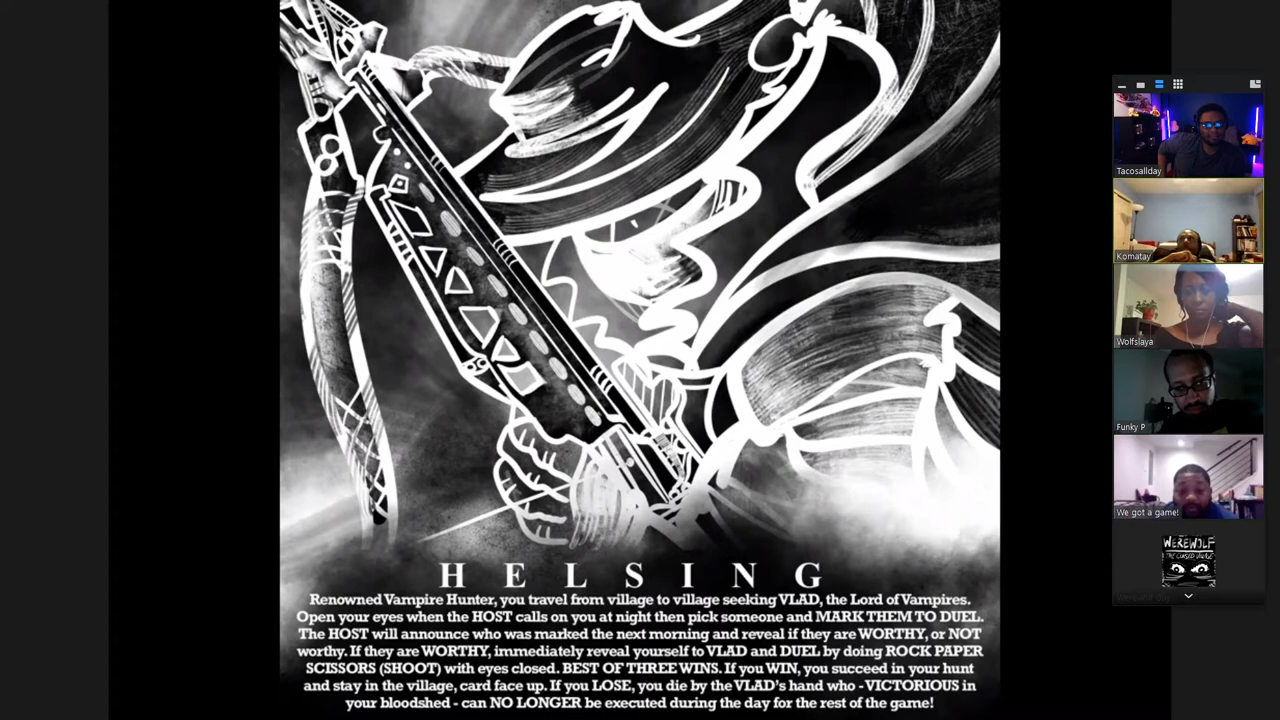 H E L S I N G
Renowned Vampire Hunter, you travel from village to village seeking VLAD, the Lord of Vampires.
Open your eyes when the HOST calls on you at night then pick someone and MARK THEM TO DUEL.
The HOST will announce who was marked the next morning and reveal if they are WORTHY, or NOT
worthy. If they are WORTHY, immediately reveal yourself to VLAD and DUEL by doing ROCK PAPER
SCISSORS (SHOOT) with eyes closed. BEST OF THREE WINS. If you WIN, you succeed in your hunt
and stay in the village, card face up. If you LOSE, you die by the VLAD's hand who - VICTORIOUS in
your bloodshed - can NO LONGER be executed during the day for the rest of the game!
Tacosallday
Komatay
Wolfslaya
Funky P
We got a game!
WEREWOLF
THE CURSED VILLAGE